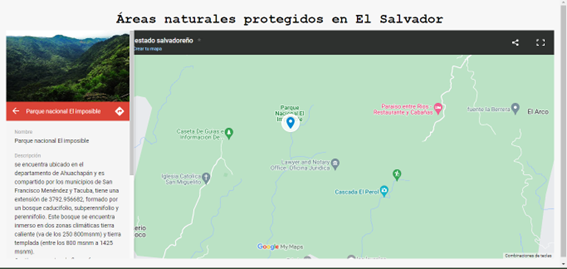 Áreas naturales protegidos en El Salvador
estado salvadoreño
Crear tu mapa
Parque nacional El imposible
Nombre
Parque nacional El imposible
Descripción
se encuentra ubicado en el
departamento de Ahuachapán y es
compartido por los municipios de San
Francisco Menéndez y Tacuba, tiene una
extensión de 3792.956682, formado por
un bosque caducifolio, subperennifolio y
perennifolio. Este bosque se encuentra
inmerso en dos zonas climáticas tierra
caliente (va de los 250 800msnm) y tierra
templada (entre los 800 msnm a 1425
msnm).
Parque
Nacional El
Caseta De Guias e
Informacion De
Iglesia Catolica
San Miguelito
Lawyer and Notary
Office: Oficina Jurídica
Cascada El Perol
Paraiso entre Rios -
Restaurante y Cabañas
la Barrera
El Arco
Google My Maps
Combinaciones de teclas